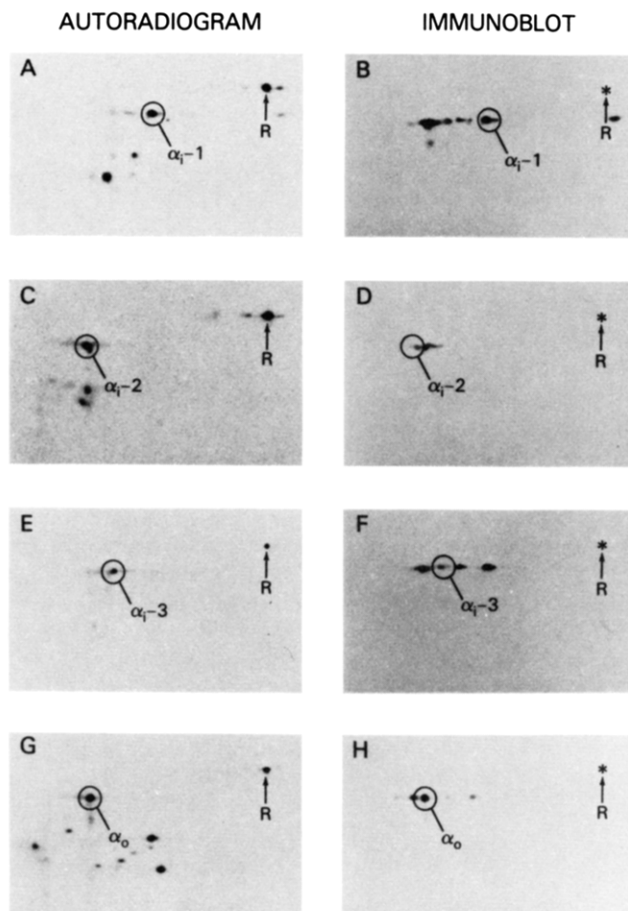 AUTORADIOGRAM IMMUNOBLOT
A B
* 
R R
αi-1 αi-1
C D
*
R R
αi-2 αi-2
E F
*
R R
αi-3 αi-3
G H
*
R R
αo αo